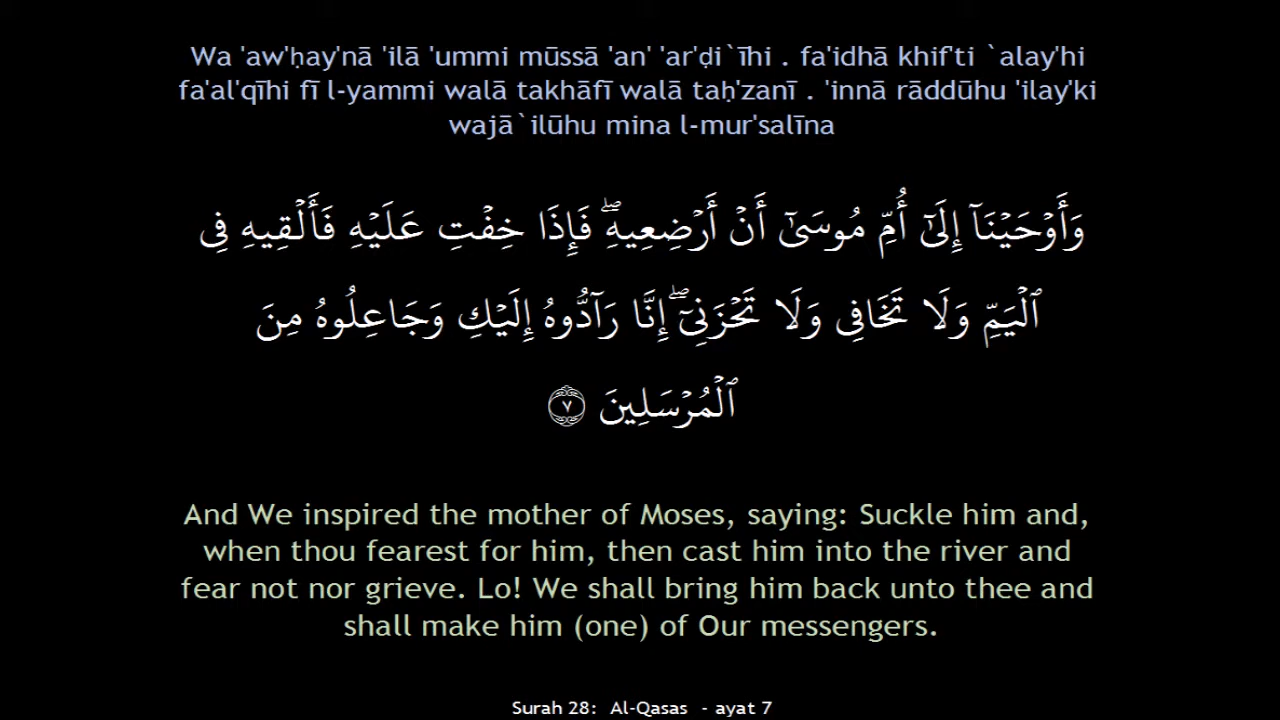 Wa 'aw'ḥay'nā 'ilā 'ummi mūssā 'an' 'ar'ḍi`īhi . fa'idhā khif'ti `alay'hi
fa'al'qīhi fī l-yammi walā takhāfī walā taḥ'zanī . 'innā rāddūhu 'ilay'ki
wajā`ilūhu mina l-mur'salīna
وَأَوْحَيْنَآ إِلَىٰٓ أُمِّ مُوسَىٰٓ أَنْ أَرْضِعِيهِ ۖ فَإِذَا خِفْتِ عَلَيْهِ فَأَلْقِيهِ فِى
ٱلْيَمِّ وَلَا تَخَافِى وَلَا تَحْزَنِىٓ ۖ إِنَّا رَآدُّوهُ إِلَيْكِ وَجَاعِلُوهُ مِنَ
ٱلْمُرْسَلِينَ ٧
And We inspired the mother of Moses, saying: Suckle him and,
when thou fearest for him, then cast him into the river and
fear not nor grieve. Lo! We shall bring him back unto thee and
shall make him (one) of Our messengers.
Surah 28: Al-Qasas - ayat 7